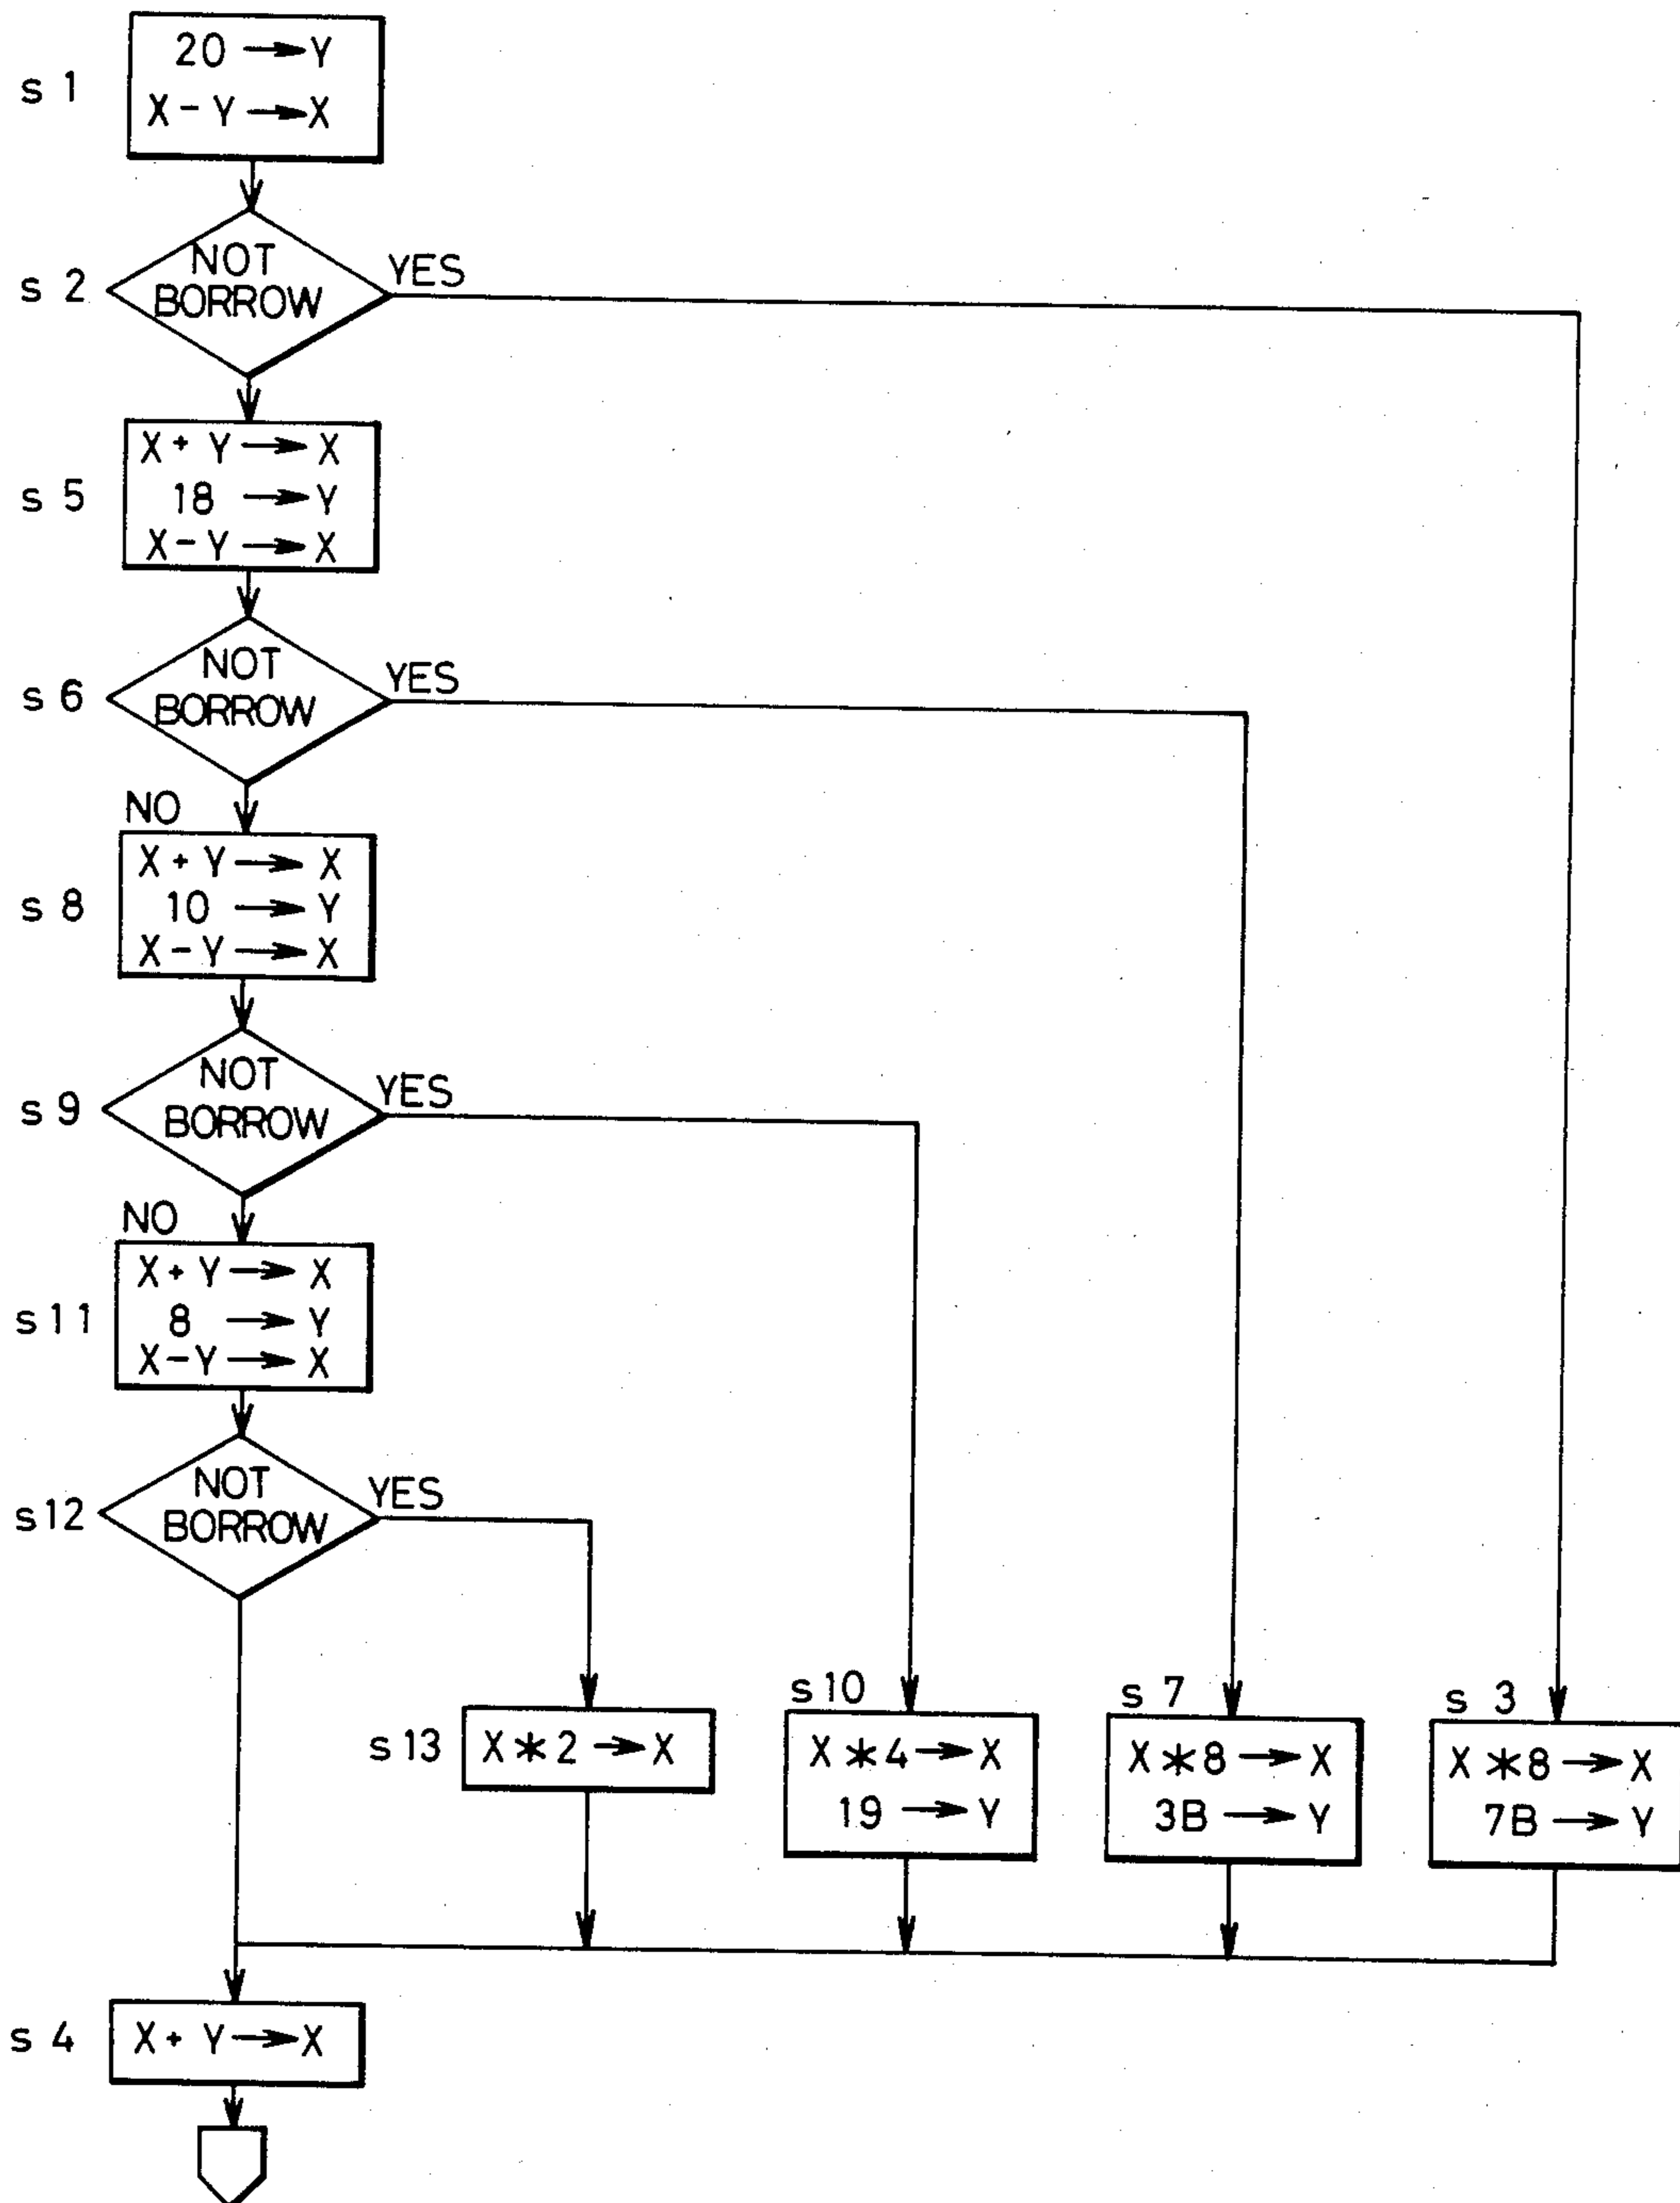 s 1
20 → Y
X - Y → X
s 2
NOT
BORROW
YES
s 5
X + Y → X
18 → Y
X - Y → X
s 6
NOT
BORROW
YES
NO
s 8
X + Y → X
10 → Y
X - Y → X
s 9
NOT
BORROW
YES
NO
s 11
X + Y → X
8 → Y
X - Y → X
s 12
NOT
BORROW
YES
s 13
X * 2 → X
s 10
X * 4 → X
19 → Y
s 7
X * 8 → X
3B → Y
s 3
X * 8 → X
7B → Y
s 4
X + Y → X